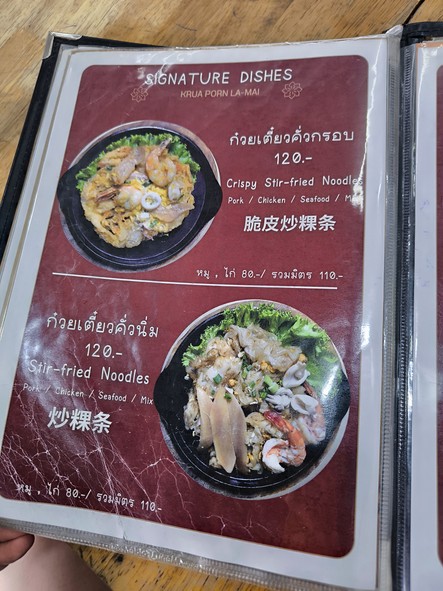 SIGNATURE DISHES
KRUA PORN LA-MAI
ก๋วยเตี๋ยวคั่วกรอบ
120.-
Crispy Stir-fried Noodles
Pork / Chicken / Seafood / Mix
脆皮炒粿条
หมู , ไก่ 80.-/ รวมมิตร 110.-
ก๋วยเตี๋ยวคั่วนิ่ม
120.-
Stir-fried Noodles
Pork / Chicken / Seafood / Mix
炒粿条
หมู , ไก่ 80.-/ รวมมิตร 110.-